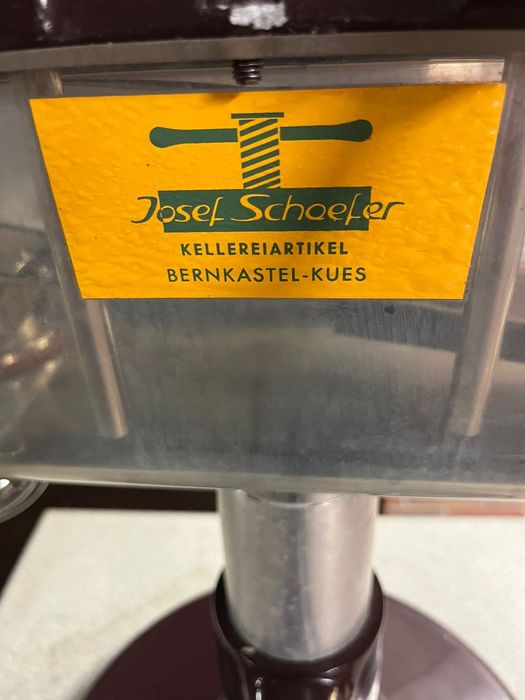 Josef Schaefer
KELLEREIARTIKEL
BERNKASTEL-KUES